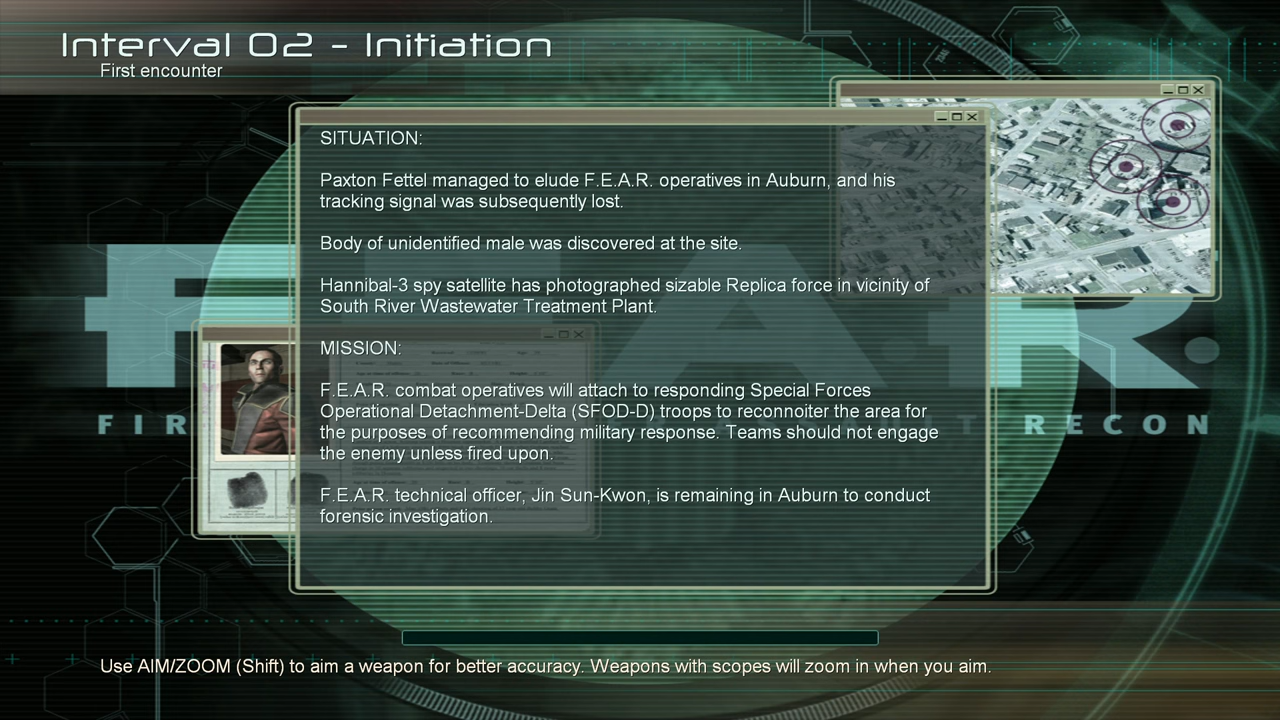 Interval 02 - Initiation
First encounter
SITUATION:
Paxton Fettel managed to elude F.E.A.R. operatives in Auburn, and his
tracking signal was subsequently lost.
Body of unidentified male was discovered at the site.
Hannibal-3 spy satellite has photographed sizable Replica force in vicinity of
South River Wastewater Treatment Plant.
MISSION:
F.E.A.R. combat operatives will attach to responding Special Forces
Operational Detachment-Delta (SFOD-D) troops to reconnoiter the area for
the purposes of recommending military response. Teams should not engage
the enemy unless fired upon.
F.E.A.R. technical officer, Jin Sun-Kwon, is remaining in Auburn to conduct
forensic investigation.
F.E.A.R.
FIR T RECON
Use AIM/ZOOM (Shift) to aim a weapon for better accuracy. Weapons with scopes will zoom in when you aim.